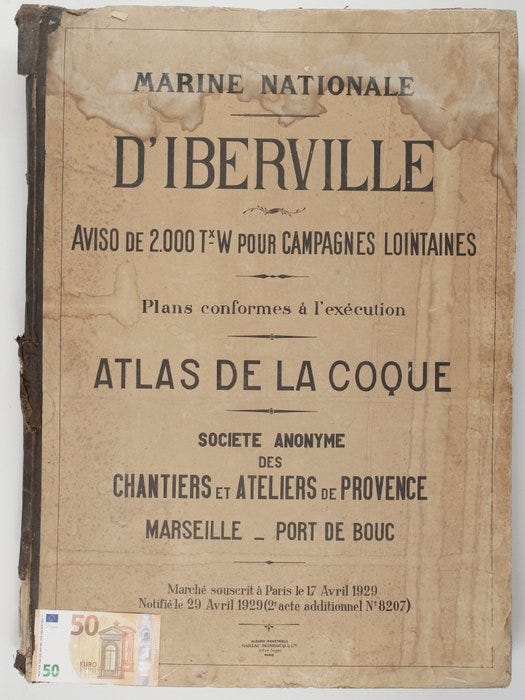 MARINE NATIONALE
D'IBERVILLE
AVISO DE 2.000 Tˣ W POUR CAMPAGNES LOINTAINES
Plans conformes à l'exécution
ATLAS DE LA COQUE
SOCIETE ANONYME
DES
CHANTIERS ET ATELIERS DE PROVENCE
MARSEILLE _ PORT DE BOUC
Marché souscrit à Paris le 17 Avril 1929
Notifié le 29 Avril 1929 (2ᵉ acte additionnel Nº 8207)
PARIS
50
EURO
50